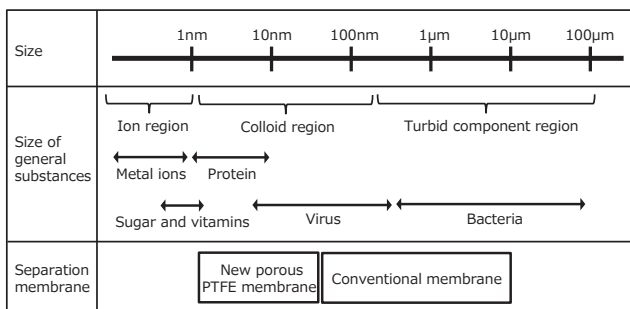 Size
1nm 10nm 100nm 1μm 10μm 100μm
Size of
general
substances
Ion region Colloid region Turbid component region
Metal ions Protein
Sugar and vitamins Virus Bacteria
Separation
membrane
New porous
PTFE membrane
Conventional membrane